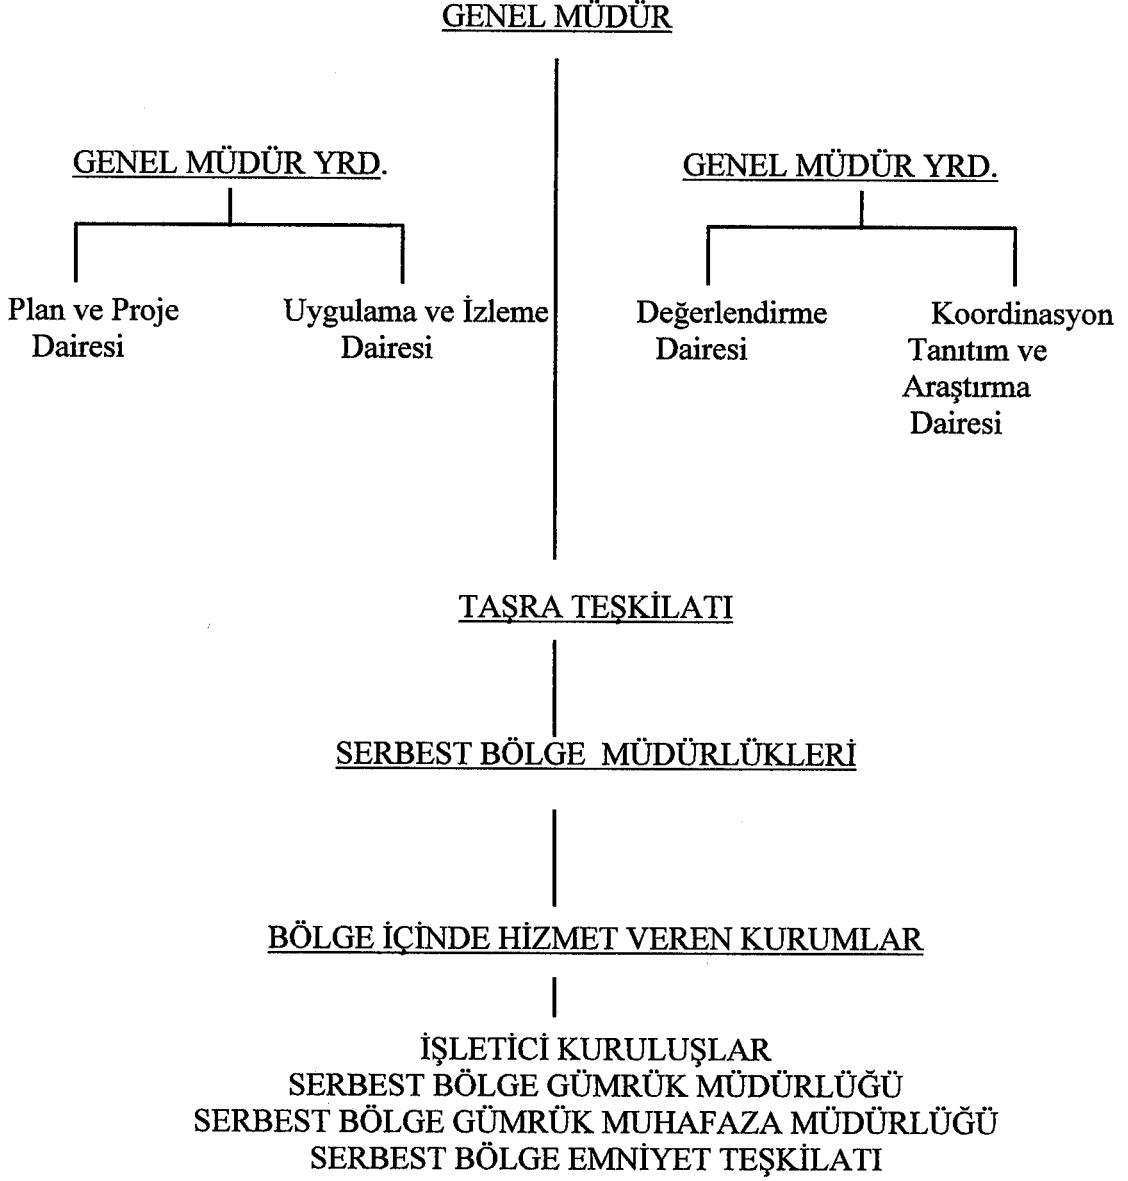 GENEL MÜDÜR
GENEL MÜDÜR YRD.
GENEL MÜDÜR YRD.
Plan ve Proje
Dairesi
Uygulama ve İzleme
Dairesi
Değerlendirme
Dairesi
Koordinasyon
Tanıtım ve
Araştırma
Dairesi
TAŞRA TEŞKİLATI
SERBEST BÖLGE MÜDÜRLÜKLERİ
BÖLGE İÇİNDE HİZMET VEREN KURUMLAR
İŞLETİCİ KURULUŞLAR
SERBEST BÖLGE GÜMRÜK MÜDÜRLÜĞÜ
SERBEST BÖLGE GÜMRÜK MUHAFAZA MÜDÜRLÜĞÜ
SERBEST BÖLGE EMNİYET TEŞKİLATI